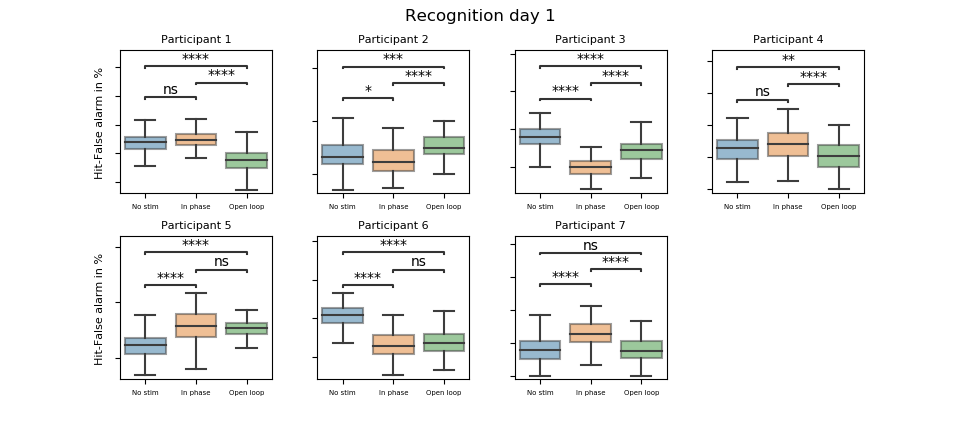 Recognition day 1
Participant 1
Participant 2
Participant 3
Participant 4
Hit-False alarm in %
****
****
ns
***
****
*
****
****
****
**
****
ns
No stim
In phase
Open loop
No stim
In phase
Open loop
No stim
In phase
Open loop
No stim
In phase
Open loop
Participant 5
Participant 6
Participant 7
Hit-False alarm in %
****
ns
****
****
ns
****
ns
****
****
No stim
In phase
Open loop
No stim
In phase
Open loop
No stim
In phase
Open loop